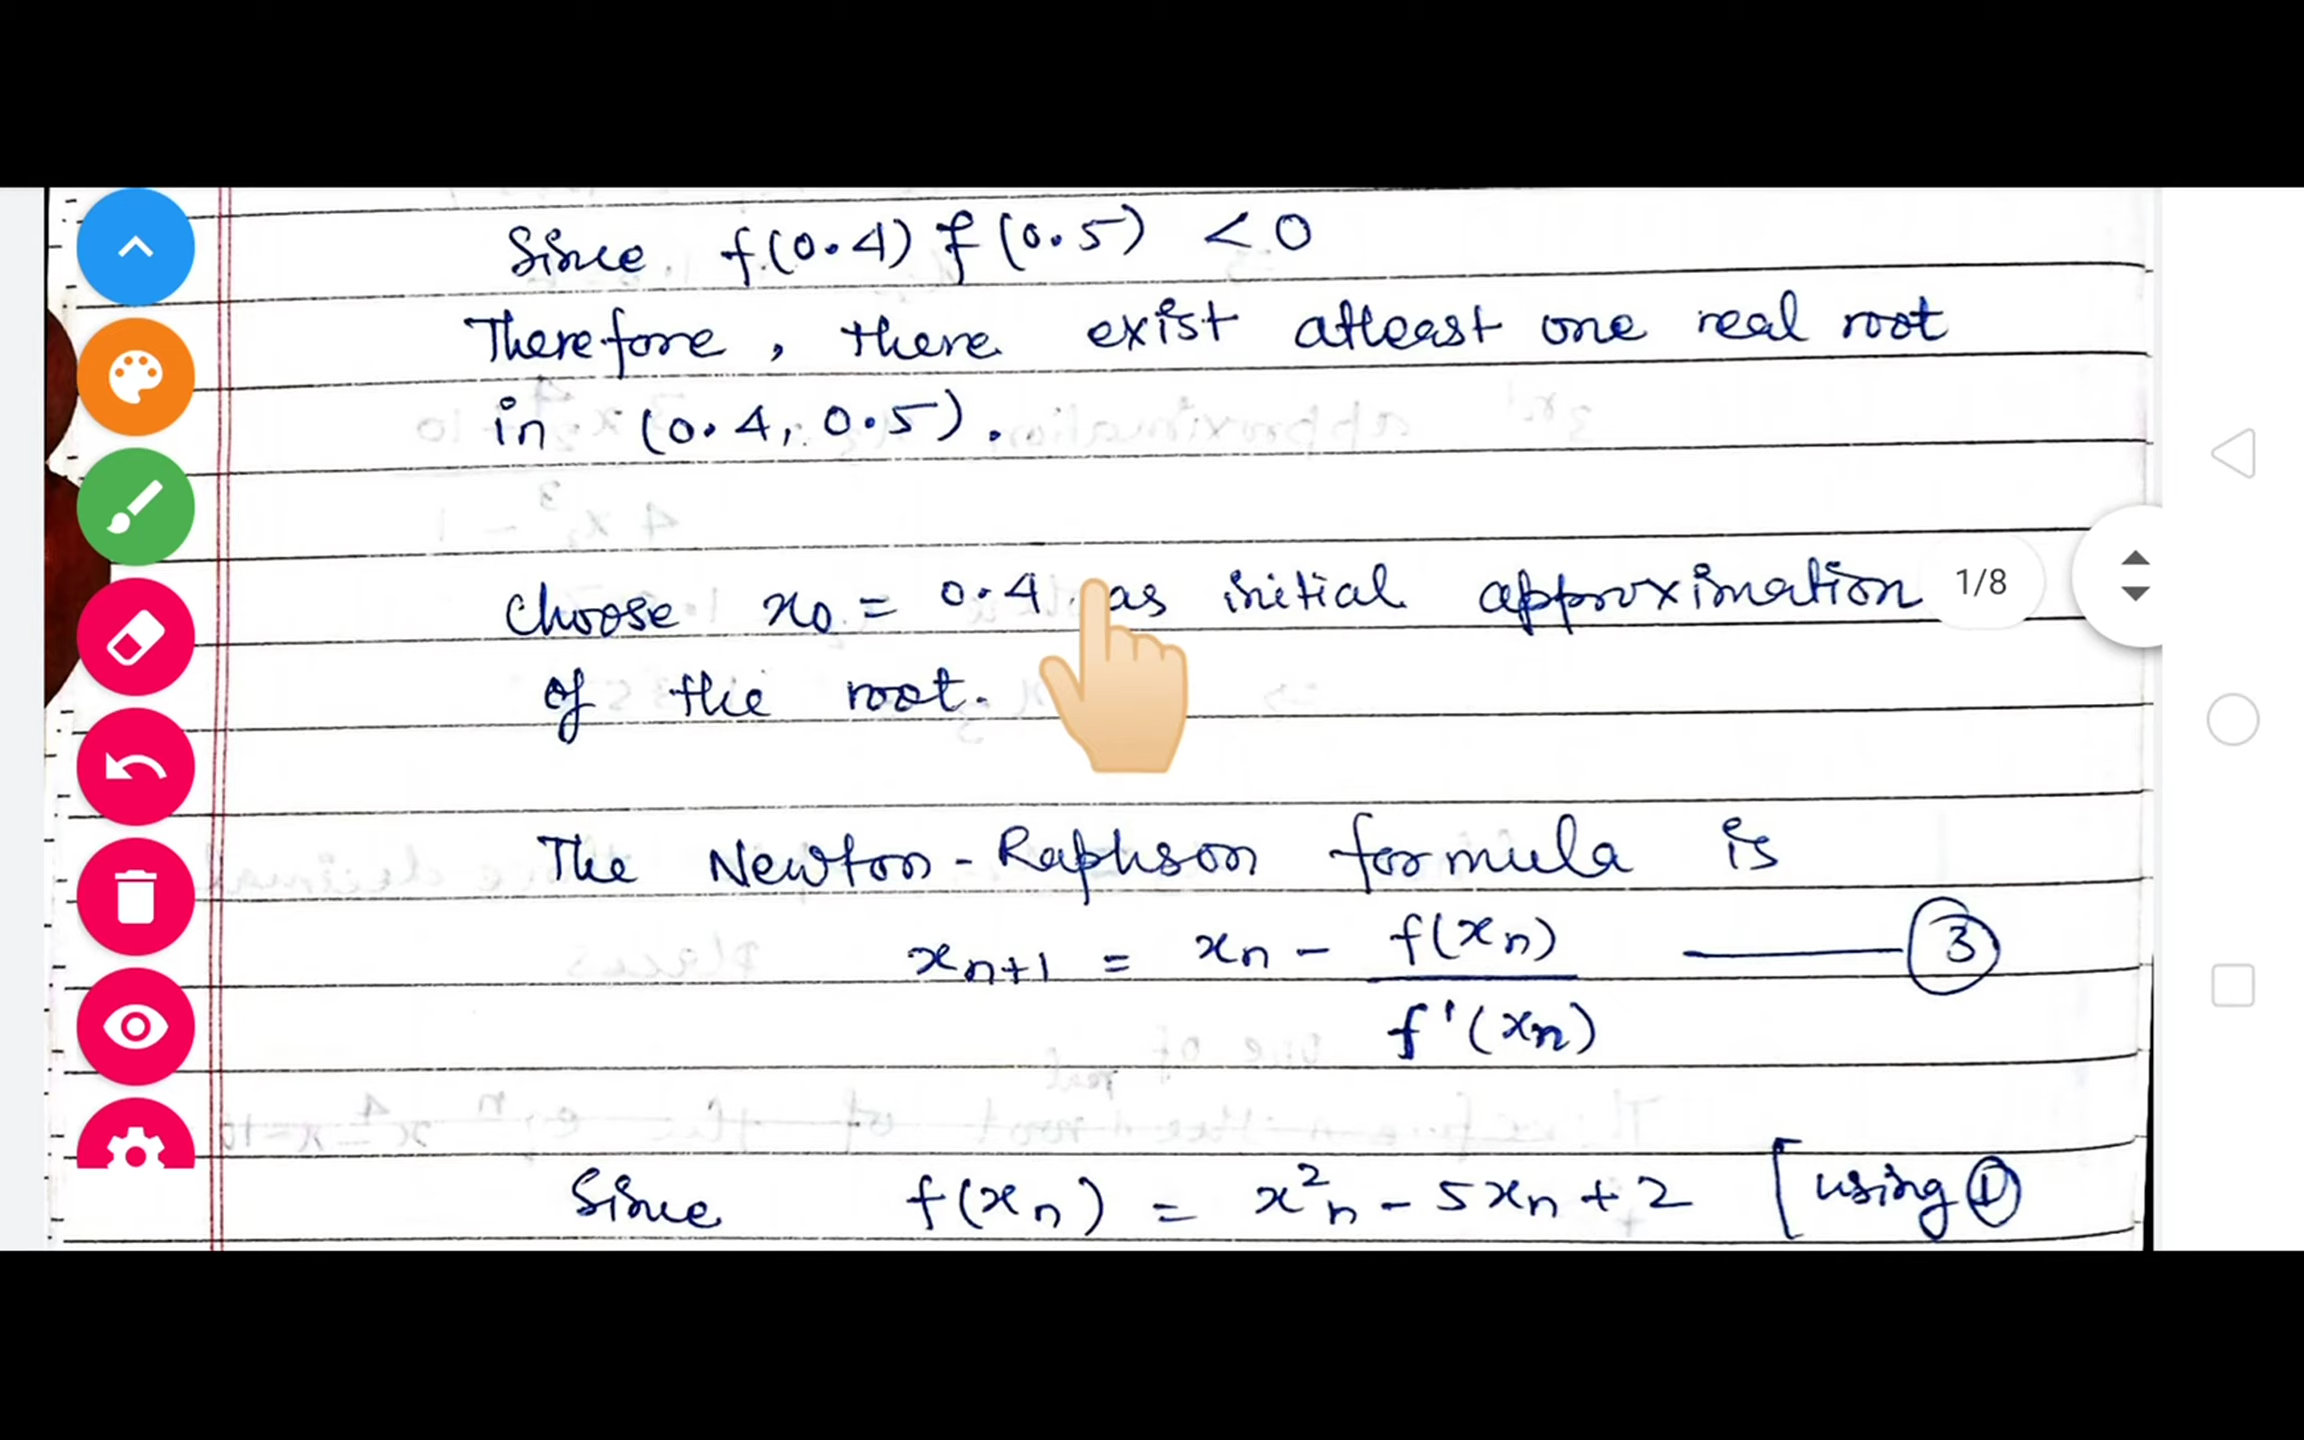 Since f(0.4) f(0.5) < 0
Therefore, there exist atleast one real root
in (0.4, 0.5).
Choose x₀ = 0.4 as initial approximation
1/8
of the root.
The Newton-Raphson formula is
xₙ₊₁ = xₙ - f(xₙ) / f'(xₙ) —— ③
Since f(xₙ) = x²ₙ - 5xₙ + 2 [using ①